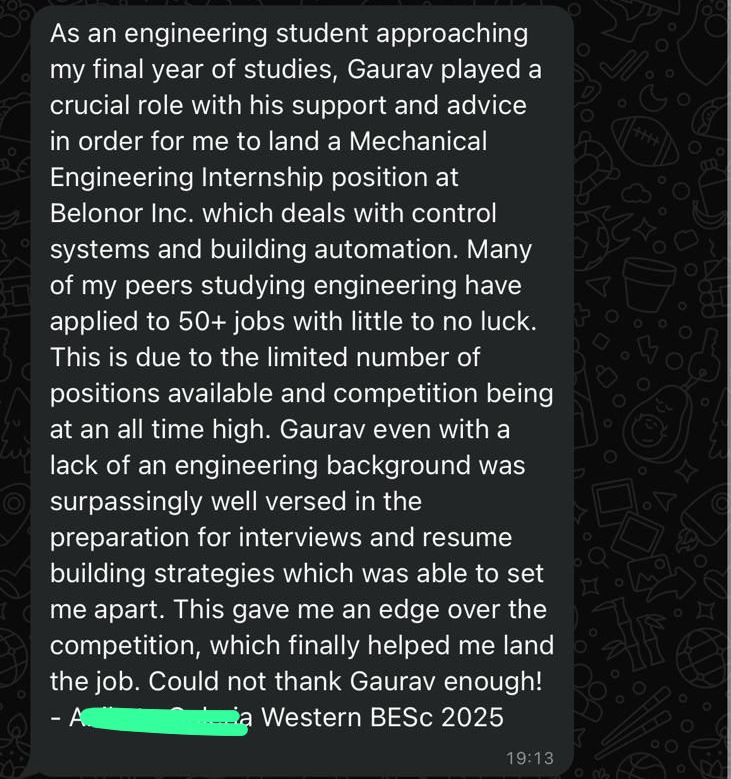 As an engineering student approaching
my final year of studies, Gaurav played a
crucial role with his support and advice
in order for me to land a Mechanical
Engineering Internship position at
Belonor Inc. which deals with control
systems and building automation. Many
of my peers studying engineering have
applied to 50+ jobs with little to no luck.
This is due to the limited number of
positions available and competition being
at an all time high. Gaurav even with a
lack of an engineering background was
surpassingly well versed in the
preparation for interviews and resume
building strategies which was able to set
me apart. This gave me an edge over the
competition, which finally helped me land
the job. Could not thank Gaurav enough!
- Western BESc 2025
19:13